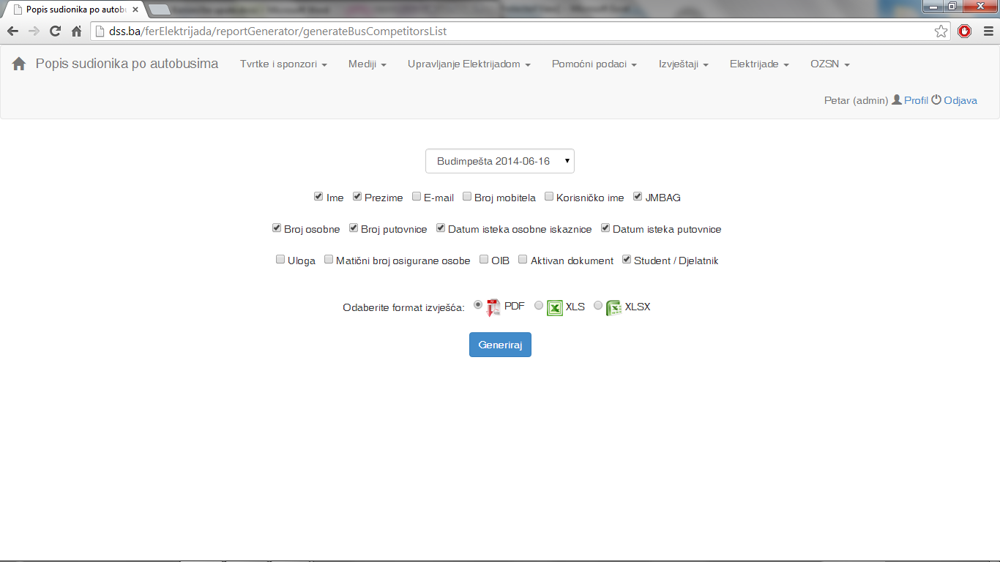 Popis sudionika po autobu
dss.ba/ferElektrijada/reportGenerator/generateBusCompetitorsList
Popis sudionika po autobusima Tvrtke i sponzori Mediji Upravljanje Elektrijadom Pomoćni podaci Izvještaji Elektrijade OZSN
Petar (admin) Profil Odjava
Budimpešta 2014-06-16
Ime Prezime E-mail Broj mobitela Korisničko ime JMBAG
Broj osobne Broj putovnice Datum isteka osobne iskaznice Datum isteka putovnice
Uloga Matični broj osigurane osobe OIB Aktivan dokument Student / Djelatnik
Odaberite format izvješća: PDF XLS XLSX
Generiraj